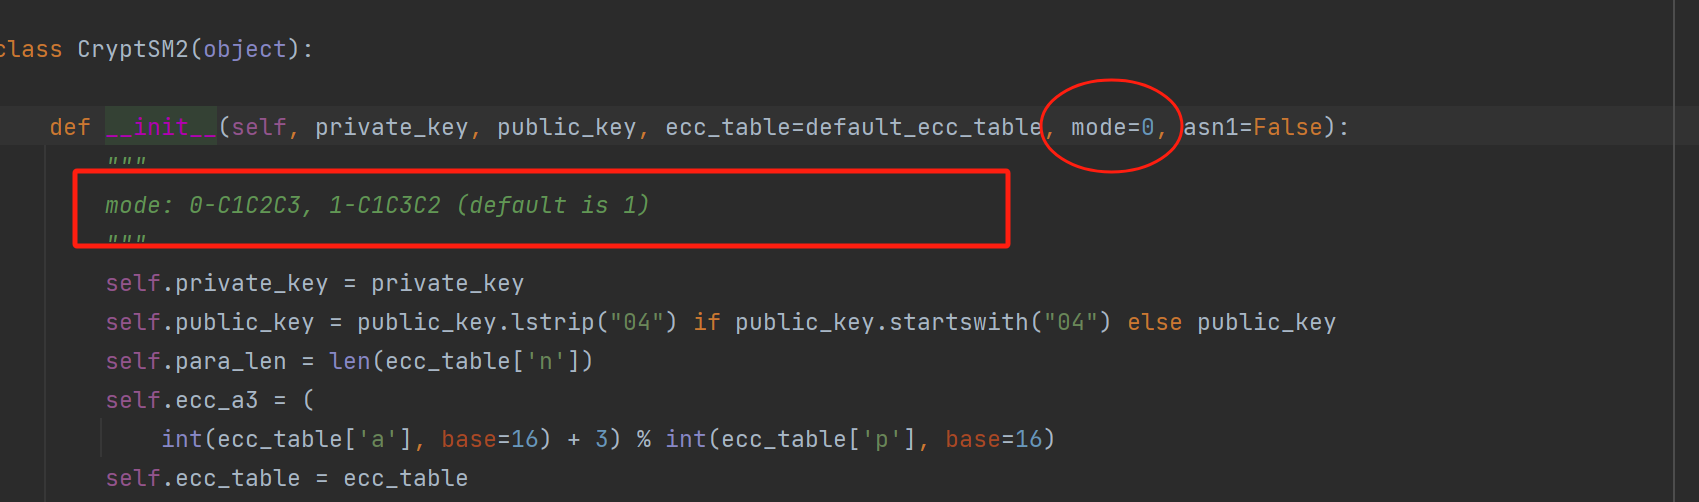 class CryptSM2(object):
def __init__(self, private_key, public_key, ecc_table=default_ecc_table, mode=0, asn1=False):
"""
mode: 0-C1C2C3, 1-C1C3C2 (default is 1)
"""
self.private_key = private_key
self.public_key = public_key.lstrip("04") if public_key.startswith("04") else public_key
self.para_len = len(ecc_table['n'])
self.ecc_a3 = (
int(ecc_table['a'], base=16) + 3) % int(ecc_table['p'], base=16)
self.ecc_table = ecc_table